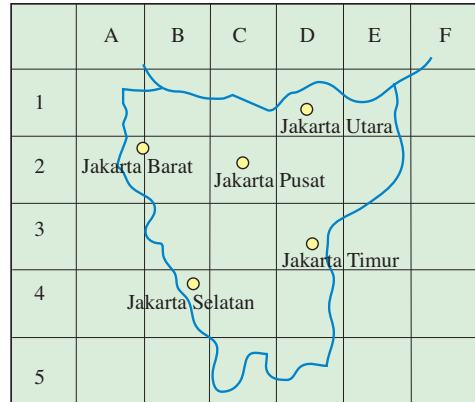 A B C D E F
1
Jakarta Utara
2
Jakarta Barat
Jakarta Pusat
3
Jakarta Timur
4
Jakarta Selatan
5